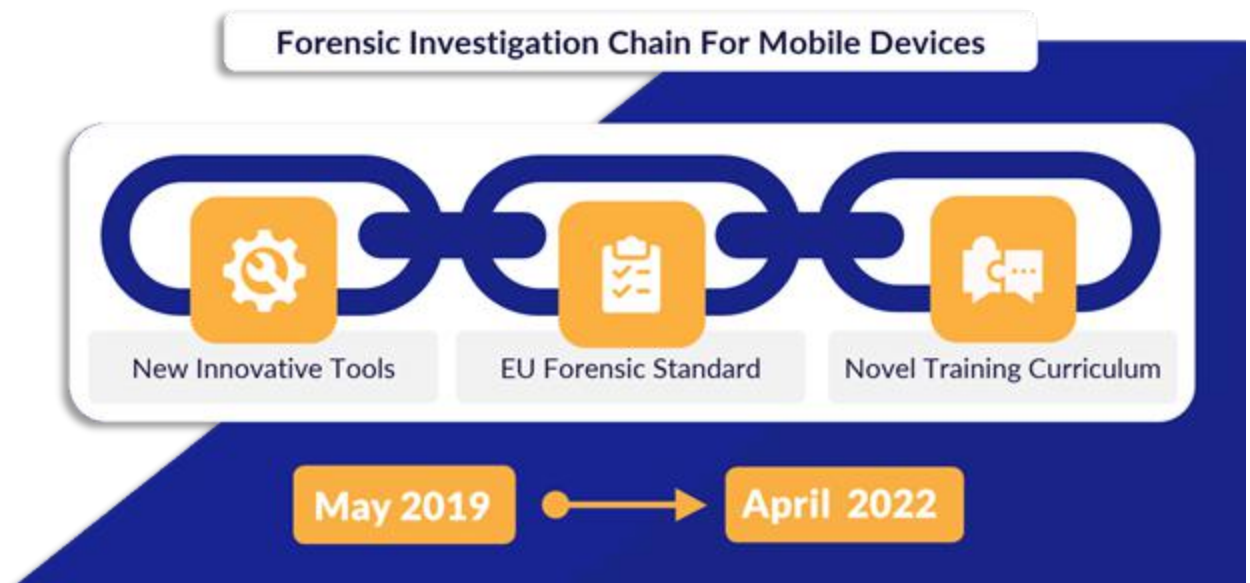 Forensic Investigation Chain For Mobile Devices
New Innovative Tools
EU Forensic Standard
Novel Training Curriculum
May 2019
April 2022